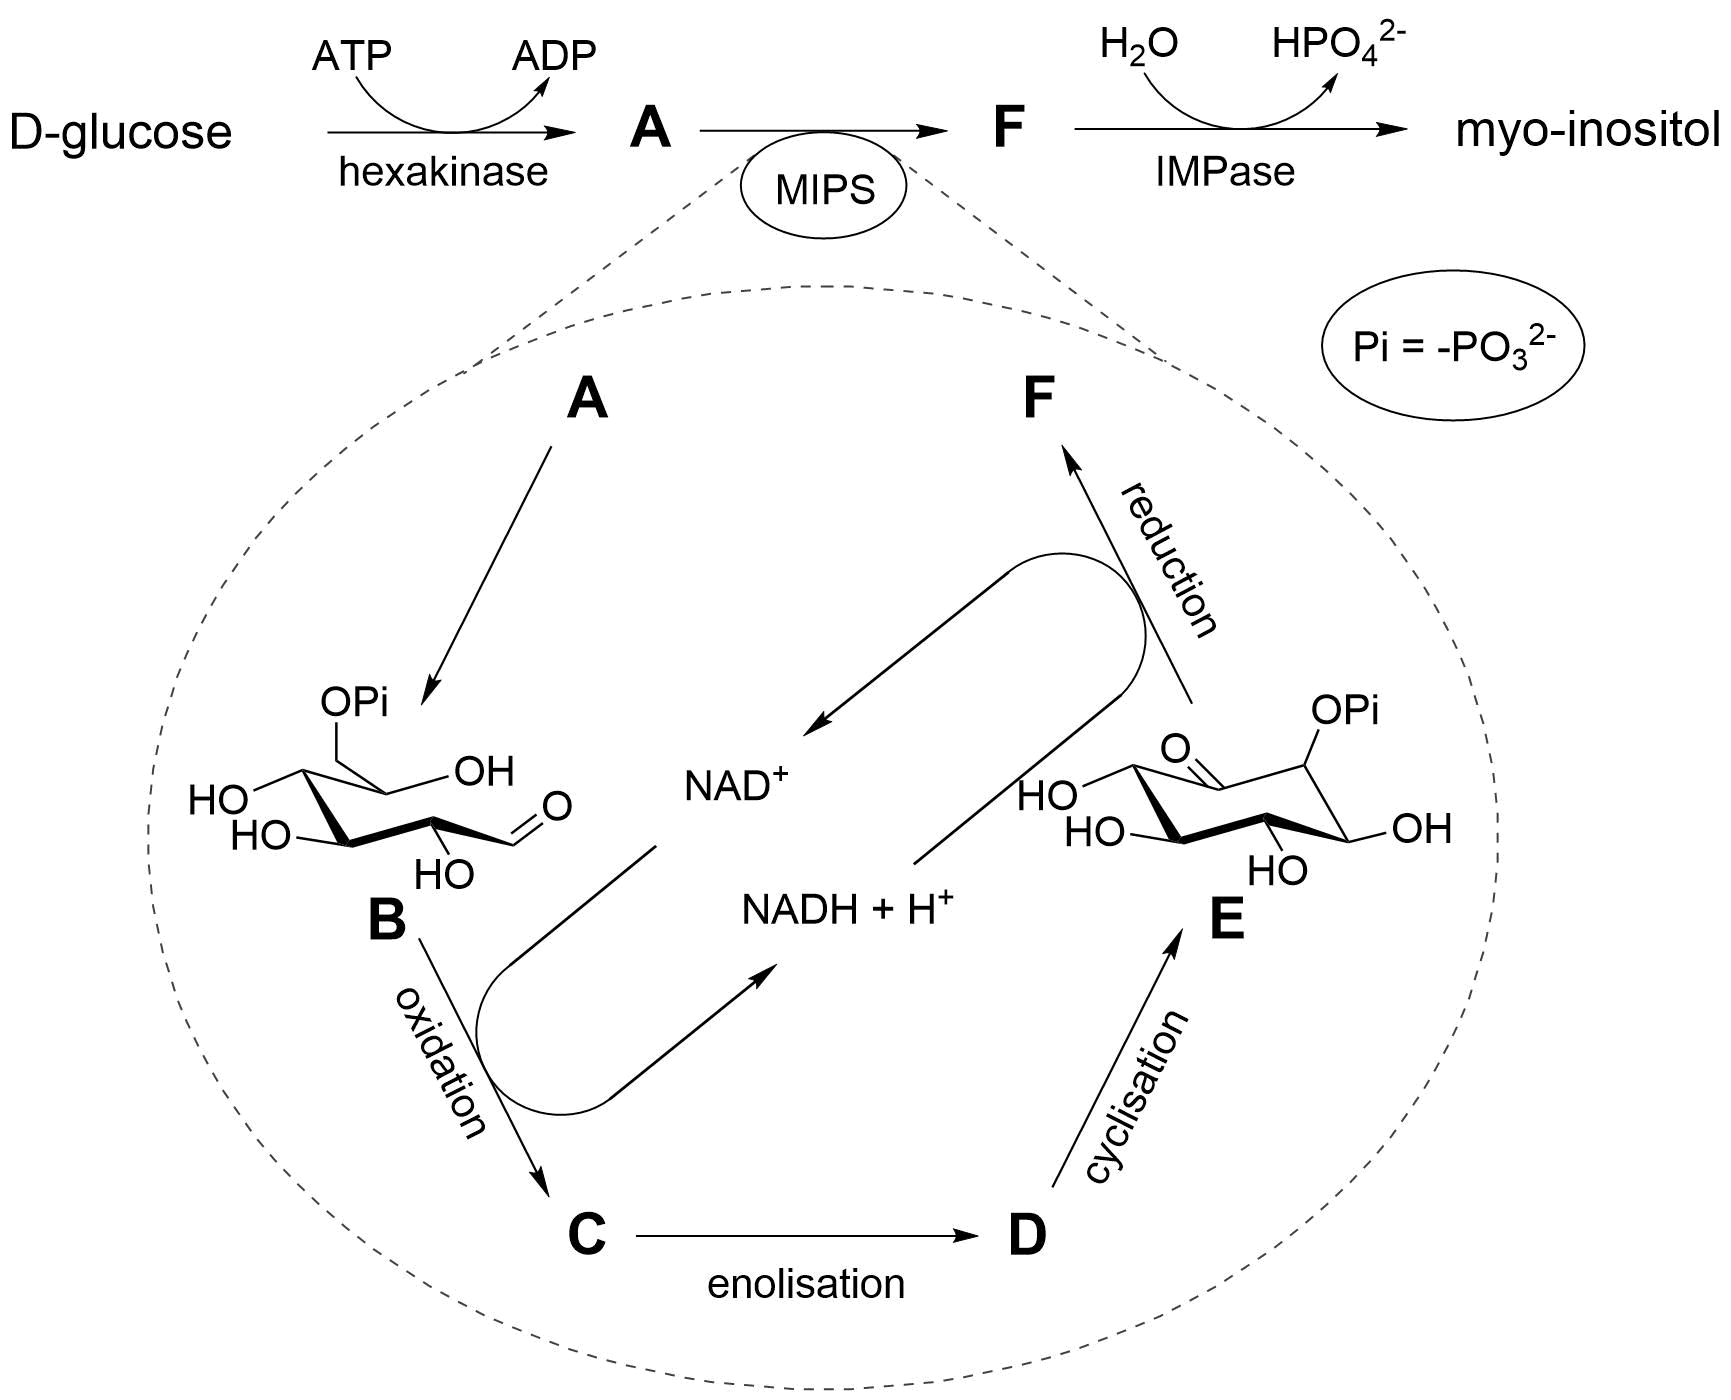 ATP ADP H₂O HPO₄²⁻
D-glucose A F myo-inositol
hexakinase MIPS IMPase
Pi = -PO₃²⁻
A F
reduction
OPi OPi
HO OH O
HO O HO
NAD⁺
HO OH
HO HO
B NADH + H⁺ E
oxidation cyclisation
C D
enolisation